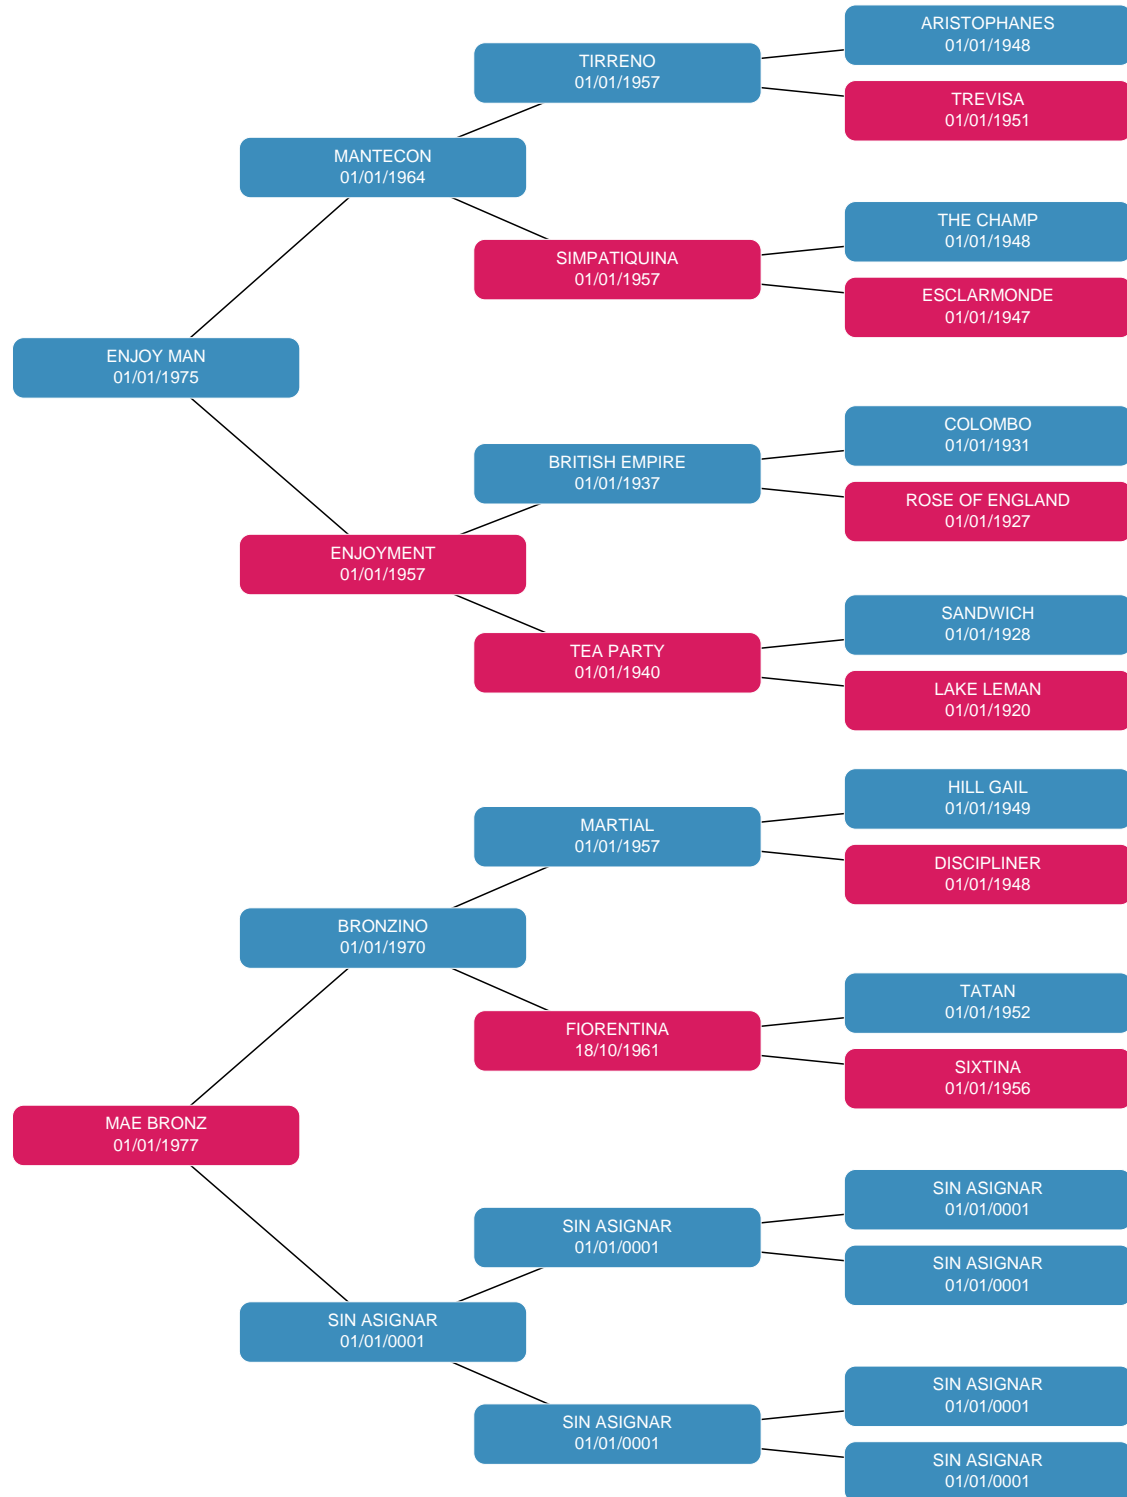 ARISTOPHANES
01/01/1948
TIRRENO
01/01/1957
TREVISA
01/01/1951
MANTECON
01/01/1964
THE CHAMP
01/01/1948
SIMPATIQUINA
01/01/1957
ESCLARMONDE
01/01/1947
ENJOY MAN
01/01/1975
COLOMBO
01/01/1931
BRITISH EMPIRE
01/01/1937
ROSE OF ENGLAND
01/01/1927
ENJOYMENT
01/01/1957
SANDWICH
01/01/1928
TEA PARTY
01/01/1940
LAKE LEMAN
01/01/1920
HILL GAIL
01/01/1949
MARTIAL
01/01/1957
DISCIPLINER
01/01/1948
BRONZINO
01/01/1970
TATAN
01/01/1952
FIORENTINA
18/10/1961
SIXTINA
01/01/1956
MAE BRONZ
01/01/1977
SIN ASIGNAR
01/01/0001
SIN ASIGNAR
01/01/0001
SIN ASIGNAR
01/01/0001
SIN ASIGNAR
01/01/0001
SIN ASIGNAR
01/01/0001
SIN ASIGNAR
01/01/0001
SIN ASIGNAR
01/01/0001